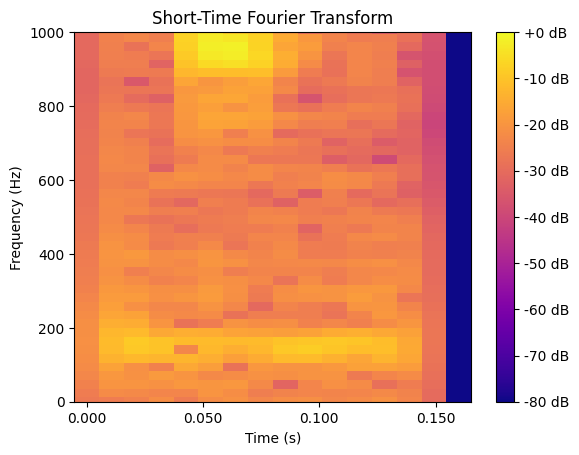 Short-Time Fourier Transform
1000
800
600
400
200
0
Frequency (Hz)
0.000
0.050
0.100
0.150
Time (s)
+0 dB
-10 dB
-20 dB
-30 dB
-40 dB
-50 dB
-60 dB
-70 dB
-80 dB